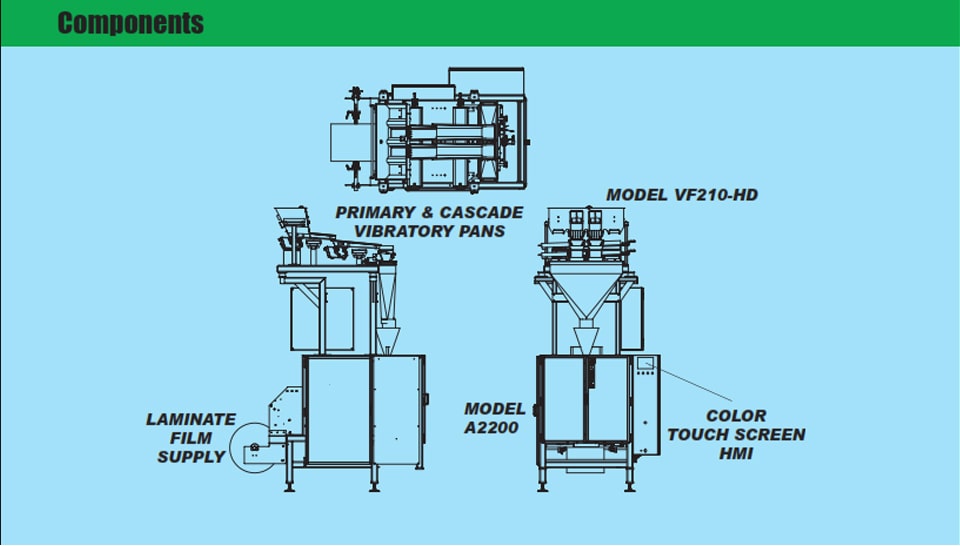 Components
PRIMARY & CASCADE
VIBRATORY PANS
MODEL VF210-HD
LAMINATE
FILM
SUPPLY
MODEL
A2200
COLOR
TOUCH SCREEN
HMI